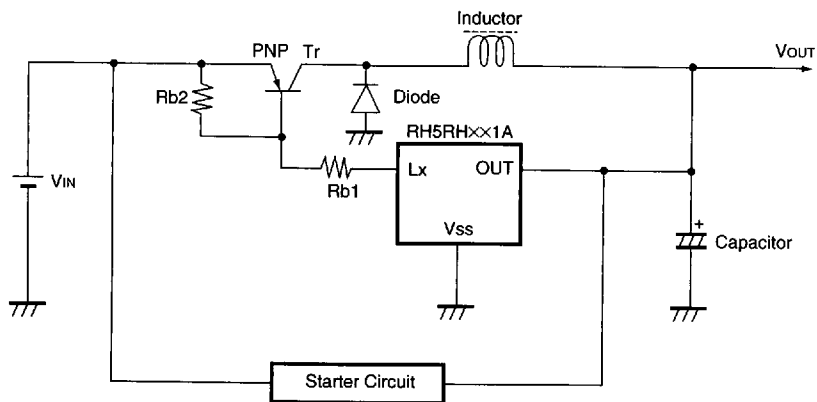 Inductor
PNP Tr
VOUT
Rb2
Diode
RH5RH××1A
VIN
Rb1
Lx
OUT
Vss
+
Capacitor
Starter Circuit